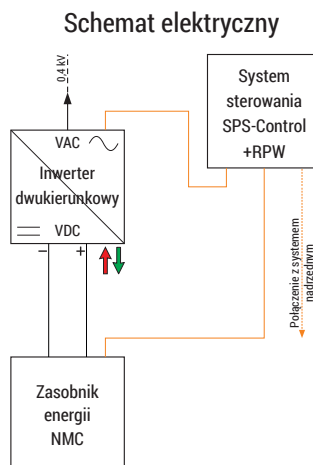 Schemat elektryczny
0,4 kV
System
sterowania
SPS-Control
+RPW
VAC
Inwerter
dwukierunkowy
VDC
− +
Połączenie z systemem
nadrzędnym
Zasobnik
energii
NMC